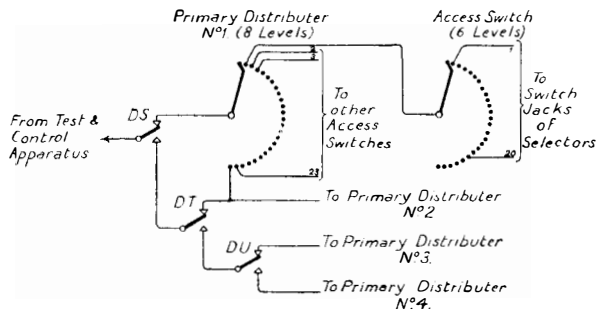 Primary Distributer
Nº1. (8 Levels)
Access Switch
(6 Levels)
2
3
1
To
other
Access
Switches
To
Switch
Jacks
of
Selectors
DS
From Test &
Control
Apparatus
20
23
DT
To Primary Distributer
Nº2
DU
To Primary Distributer
Nº3.
To Primary Distributer
Nº4.